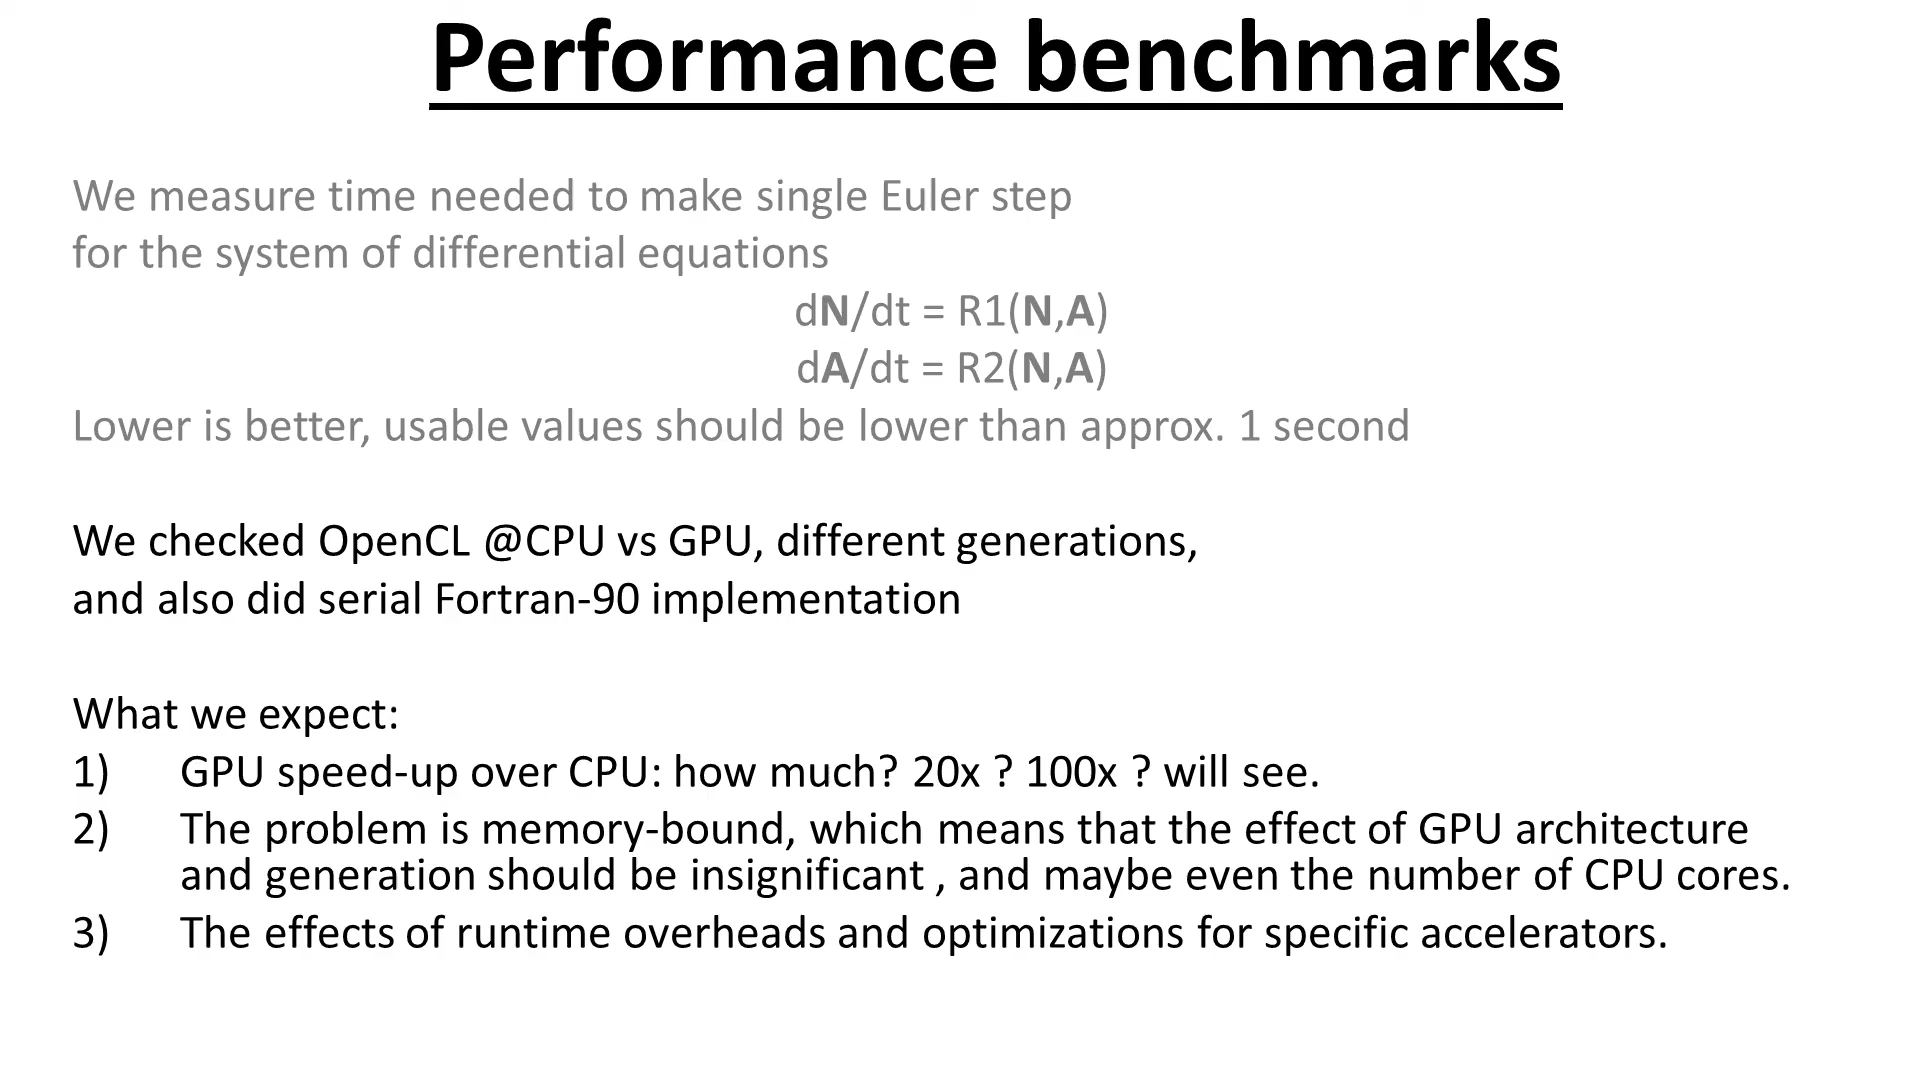 Performance benchmarks
We measure time needed to make single Euler step
for the system of differential equations
dN/dt = R1(N,A)
dA/dt = R2(N,A)
Lower is better, usable values should be lower than approx. 1 second
We checked OpenCL @CPU vs GPU, different generations,
and also did serial Fortran-90 implementation
What we expect:
1) GPU speed-up over CPU: how much? 20x ? 100x ? will see.
2) The problem is memory-bound, which means that the effect of GPU architecture
and generation should be insignificant , and maybe even the number of CPU cores.
3) The effects of runtime overheads and optimizations for specific accelerators.